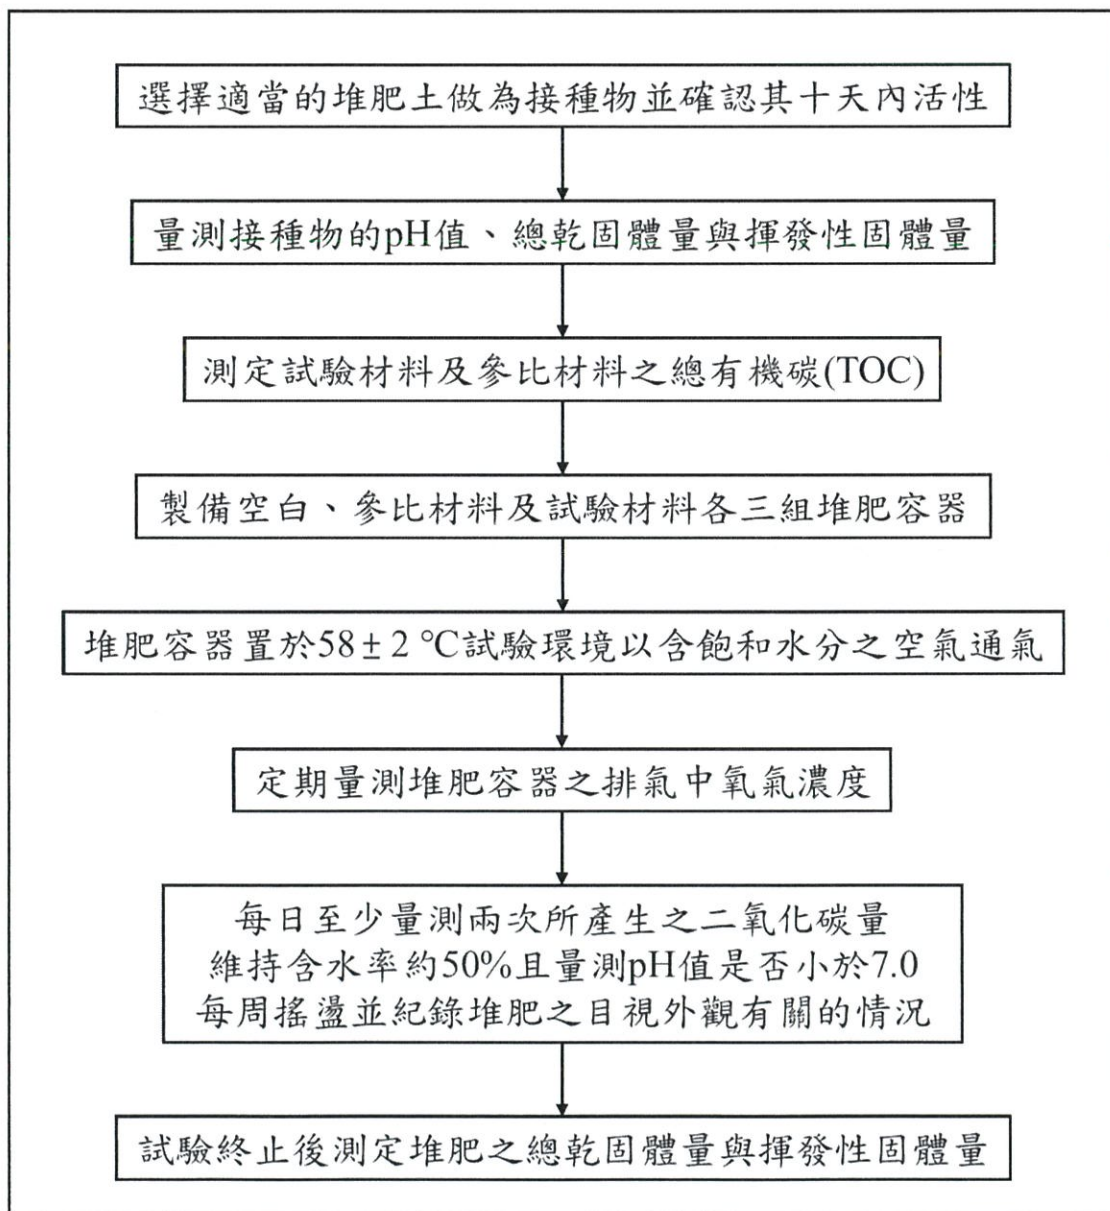 選擇適當的堆肥土做為接種物並確認其十天內活性
量測接種物的pH值、總乾固體量與揮發性固體量
測定試驗材料及參比材料之總有機碳(TOC)
製備空白、參比材料及試驗材料各三組堆肥容器
堆肥容器置於58±2 °C試驗環境以含飽和水分之空氣通氣
定期量測堆肥容器之排氣中氧氣濃度
每日至少量測兩次所產生之二氧化碳量
維持含水率約50%且量測pH值是否小於7.0
每周搖盪並紀錄堆肥之目視外觀有關的情況
試驗終止後測定堆肥之總乾固體量與揮發性固體量